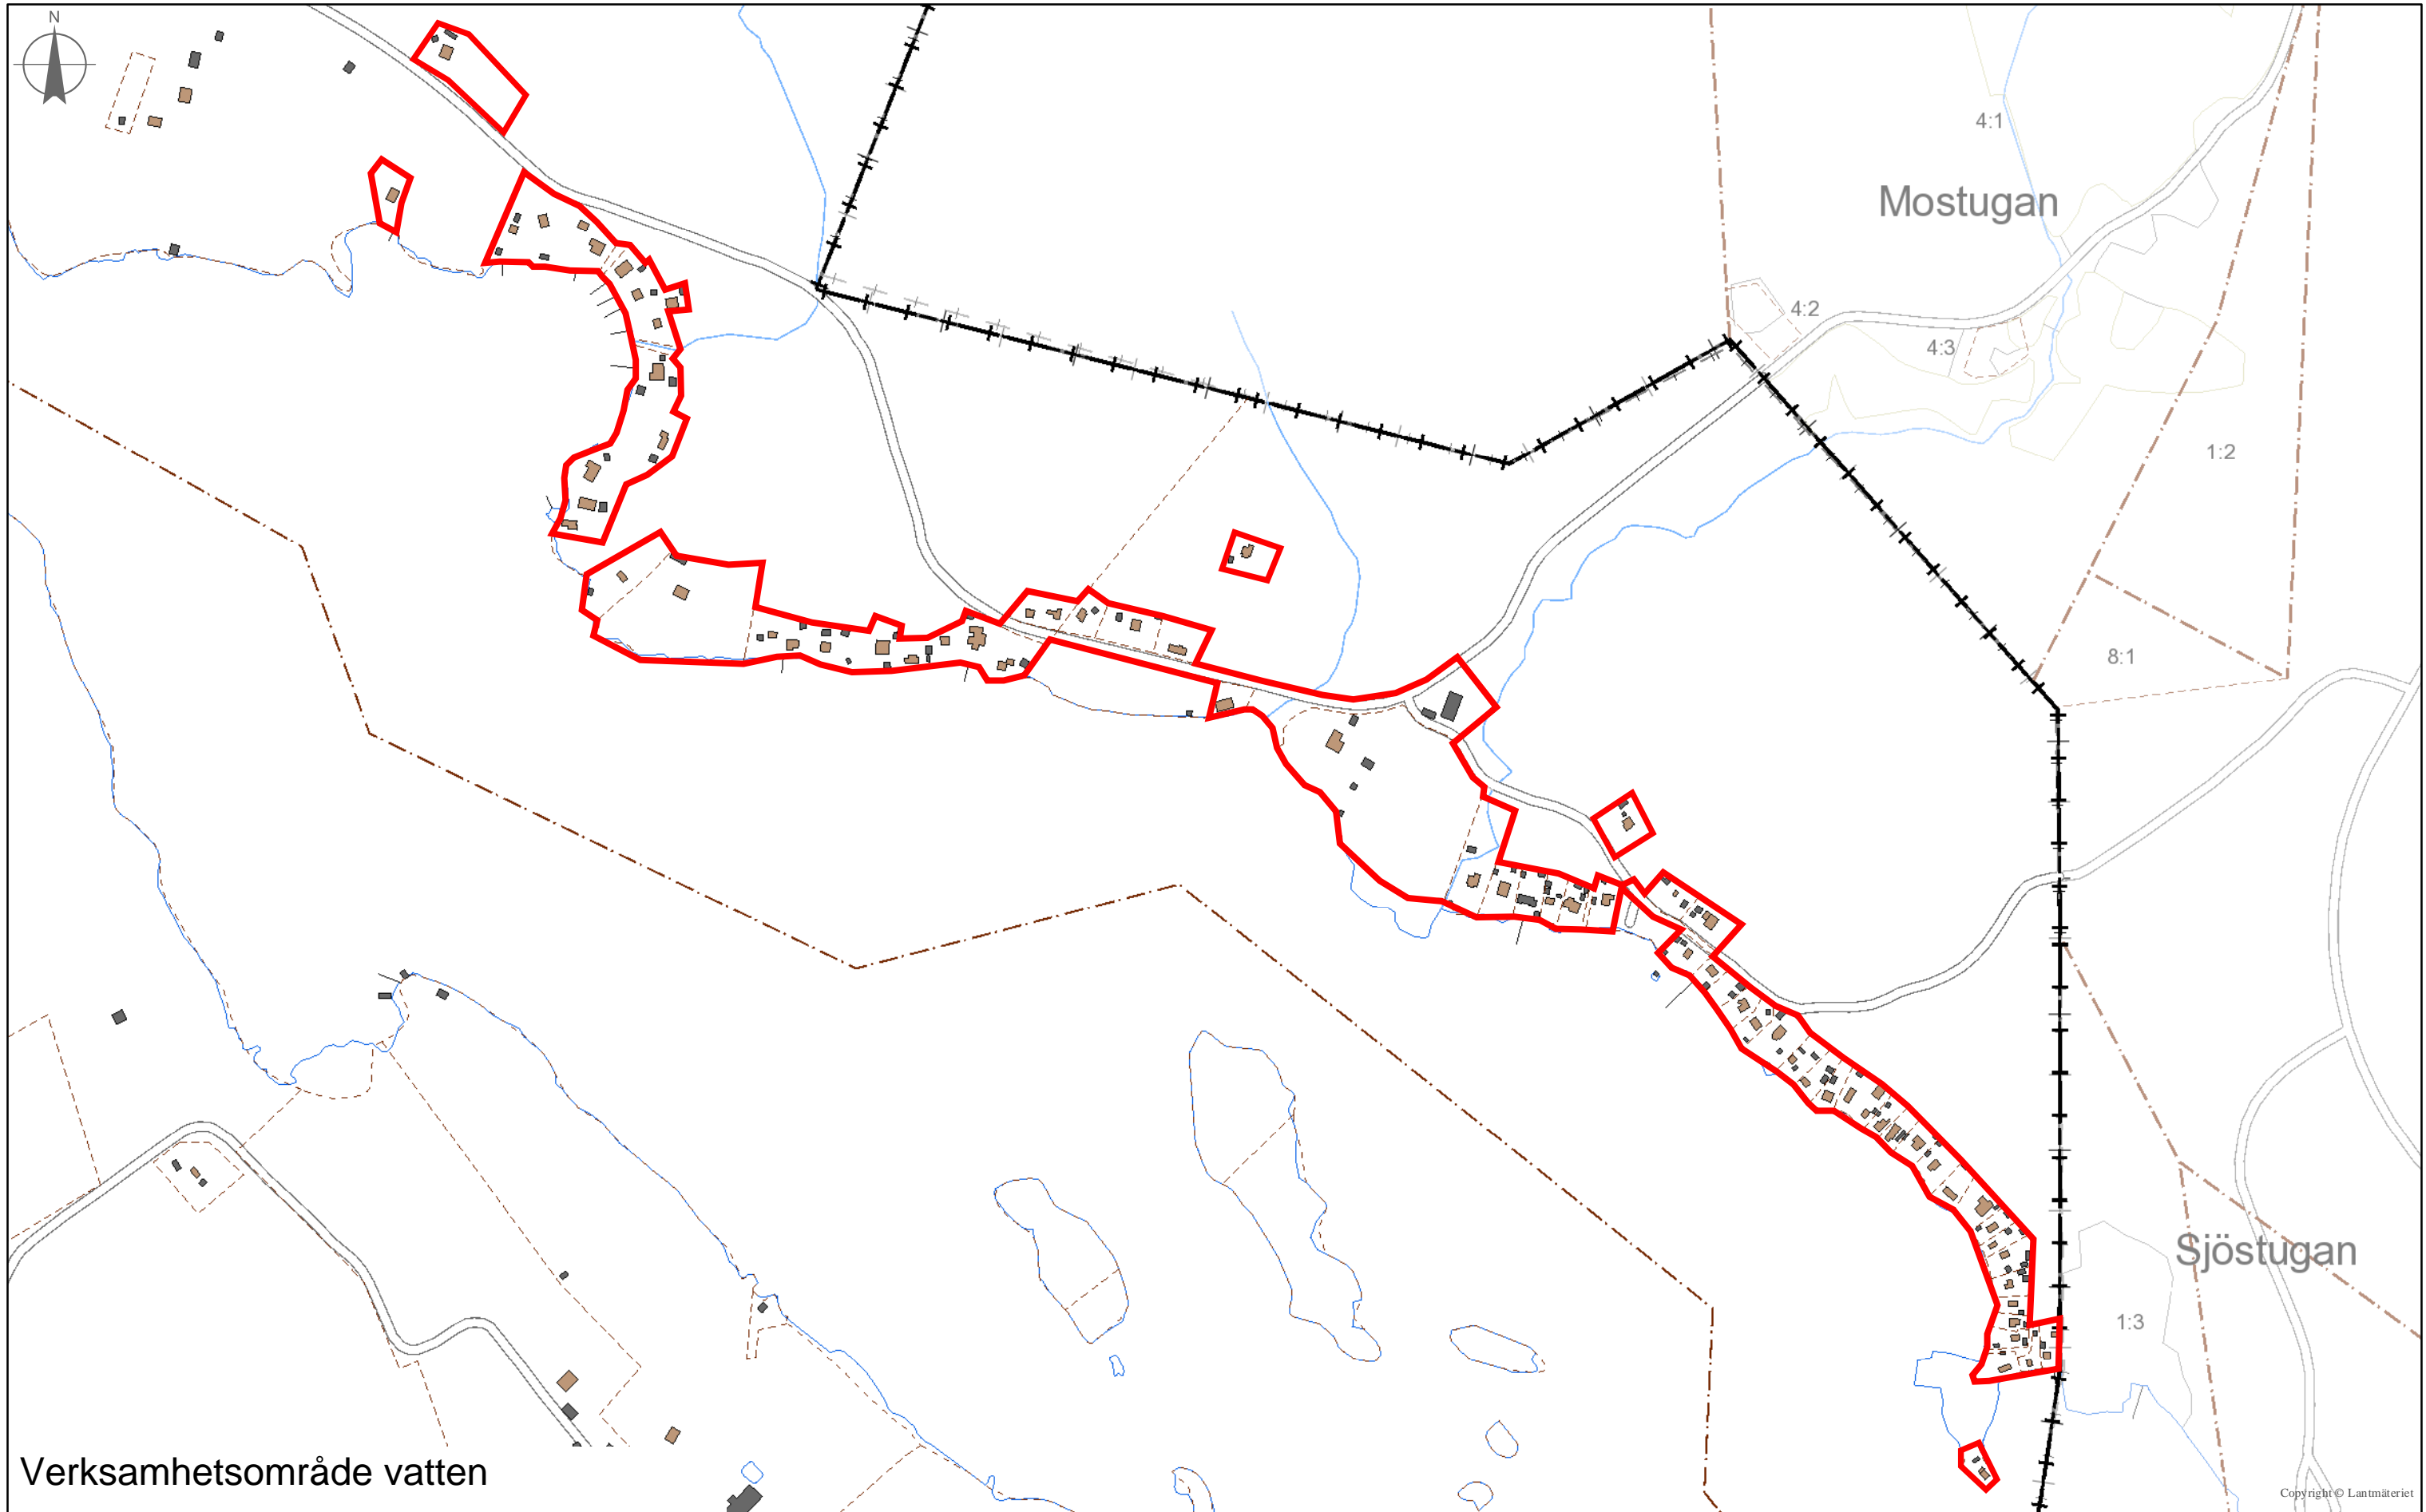 N
4:1
Mostugan
4:2
4:3
1:2
8:1
Sjöstugan
1:3
Verksamhetsområde vatten
Copyright © Lantmäteriet